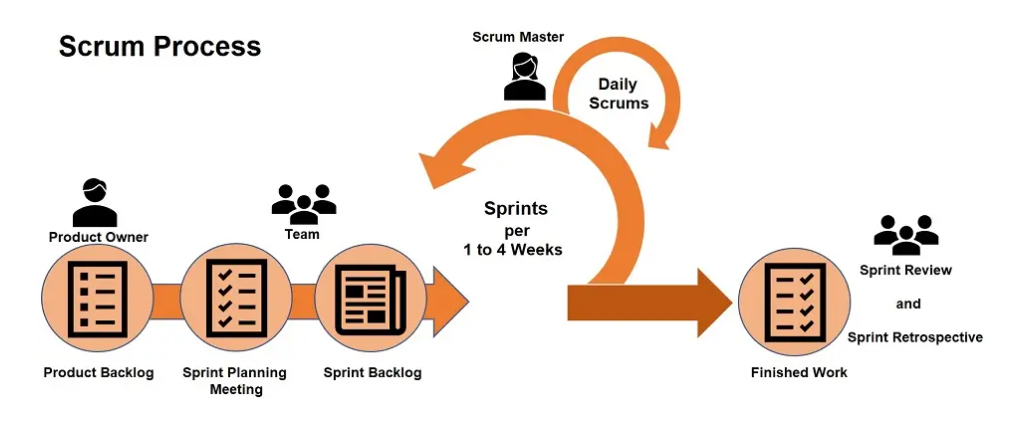 Scrum Process
Scrum Master
Daily
Scrums
Sprints
per
1 to 4 Weeks
Product Owner
Team
Product Backlog
Sprint Planning
Meeting
Sprint Backlog
Sprint Review
and
Sprint Retrospective
Finished Work